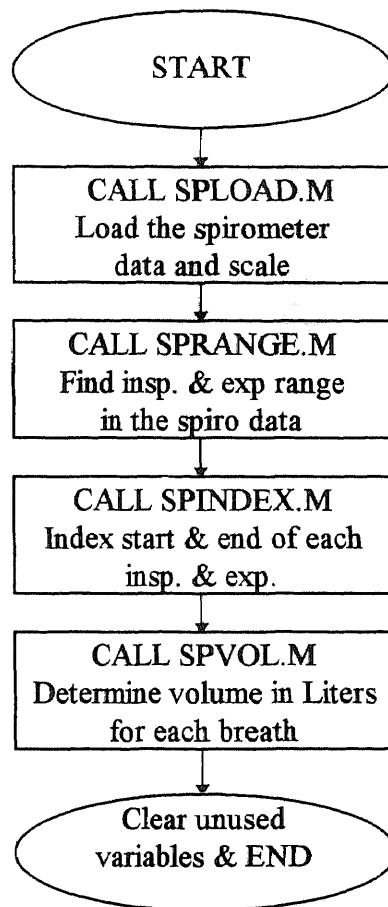 START
CALL SPLOAD.M
Load the spirometer
data and scale
CALL SPRANGE.M
Find insp. & exp range
in the spiro data
CALL SPINDEX.M
Index start & end of each
insp. & exp.
CALL SPVOL.M
Determine volume in Liters
for each breath
Clear unused
variables & END